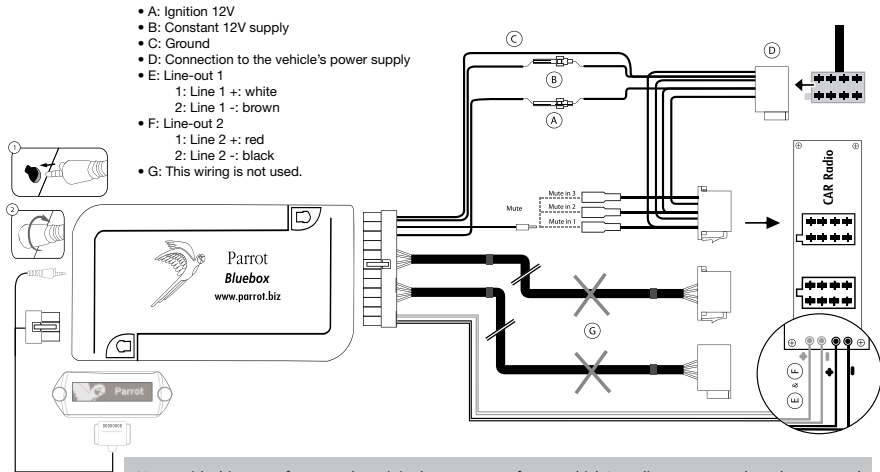 • A: Ignition 12V
• B: Constant 12V supply
• C: Ground
• D: Connection to the vehicle's power supply
• E: Line-out 1
1: Line 1 +: white
2: Line 1 -: brown
• F: Line-out 2
1: Line 2 +: red
2: Line 2 -: black
• G: This wiring is not used.
C
B
A
D
1
2
Mute
Mute in 3
Mute in 2
Mute in 1
CAR Radio
Parrot
Bluebox
www.parrot.biz
G
Parrot
00000000
F
&
E